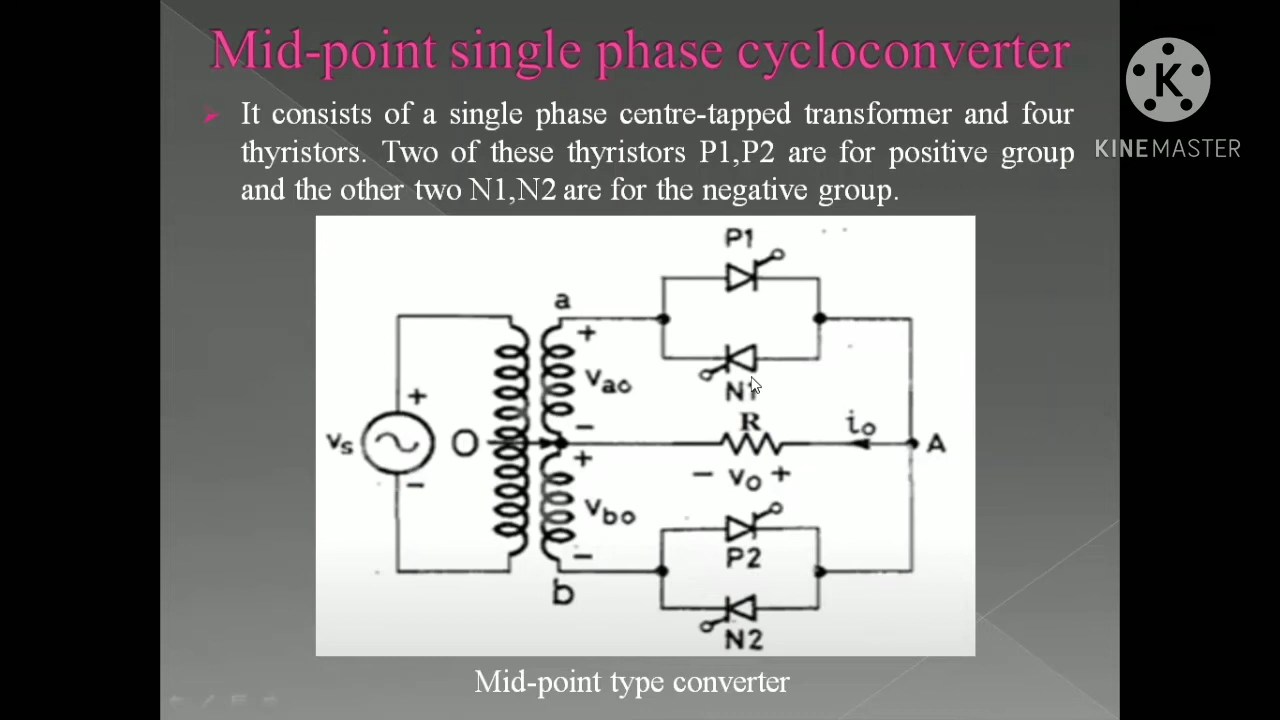 Mid-point single phase cycloconverter
It consists of a single phase centre-tapped transformer and four
thyristors. Two of these thyristors P1,P2 are for positive group
and the other two N1,N2 are for the negative group.
K
KINEMASTER
P1
a
+
Vao
N1
+
R
io
Vs
O
−
A
+
− Vo +
−
Vbo
P2
−
b
N2
Mid-point type converter